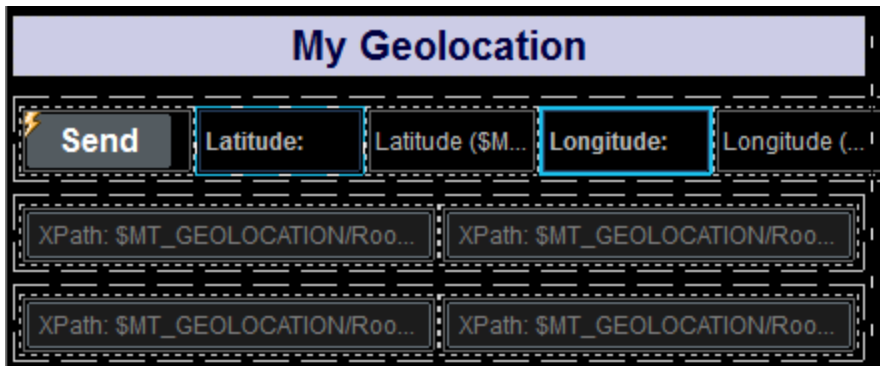 My Geolocation
Send Latitude: Latitude ($M... Longitude: Longitude (...
XPath: $MT_GEOLOCATION/Roo... XPath: $MT_GEOLOCATION/Roo...
XPath: $MT_GEOLOCATION/Roo... XPath: $MT_GEOLOCATION/Roo...